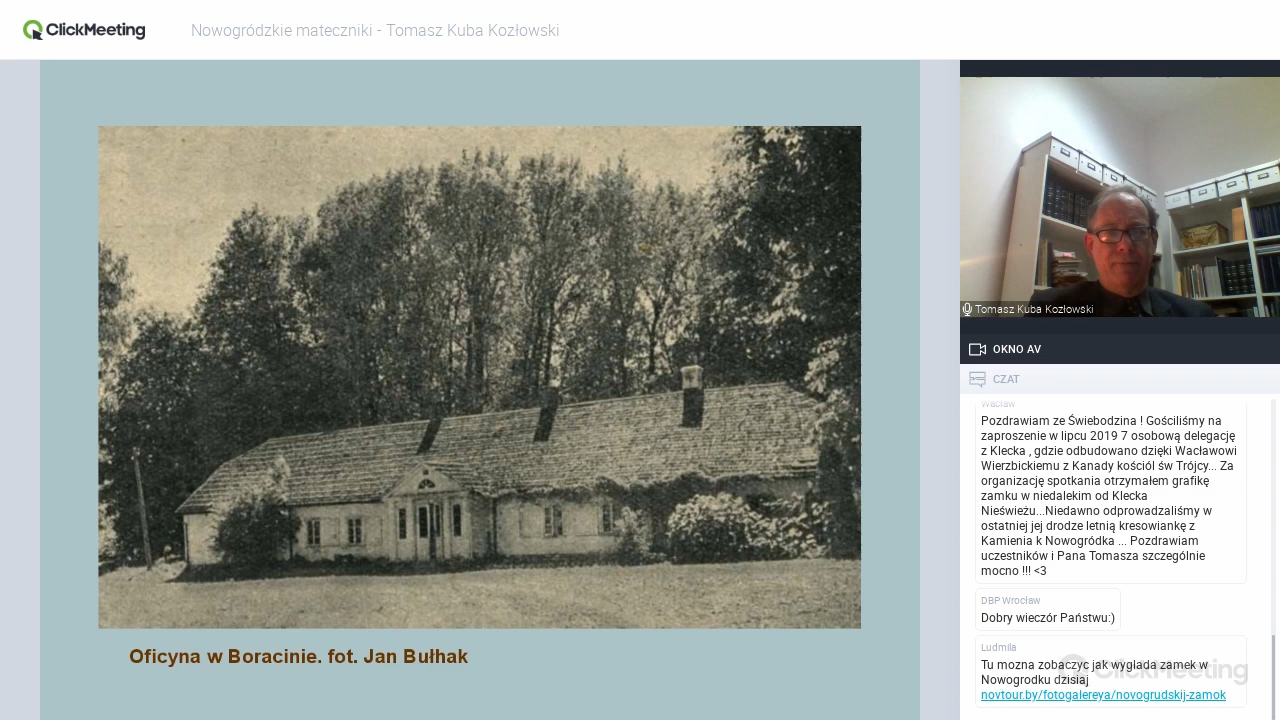 ClickMeeting
Nowogródzkie mateczniki - Tomasz Kuba Kozłowski
Oficyna w Boracinie. fot. Jan Bułhak
Tomasz Kuba Kozłowski
OKNO AV
CZAT
Wacław
Pozdrawiam ze Świebodzina ! Gościliśmy na
zaproszenie w lipcu 2019 7 osobową delegację
z Klecka , gdzie odbudowano dzięki Wacławowi
Wierzbickiemu z Kanady kościól św Trójcy... Za
organizację spotkania otrzymałem grafikę
zamku w niedalekim od Klecka
Nieświeżu...Niedawno odprowadzaliśmy w
ostatniej jej drodze letnią kresowiankę z
Kamienia k Nowogródka ... Pozdrawiam
uczestników i Pana Tomasza szczególnie
mocno !!! <3
DBP Wrocław
Dobry wieczór Państwu:)
Ludmila
Tu mozna zobaczyc jak wyglada zamek w
Nowogrodku dzisiaj
novtour.by/fotogalereya/novogrudskij-zamok
ClickMeeting